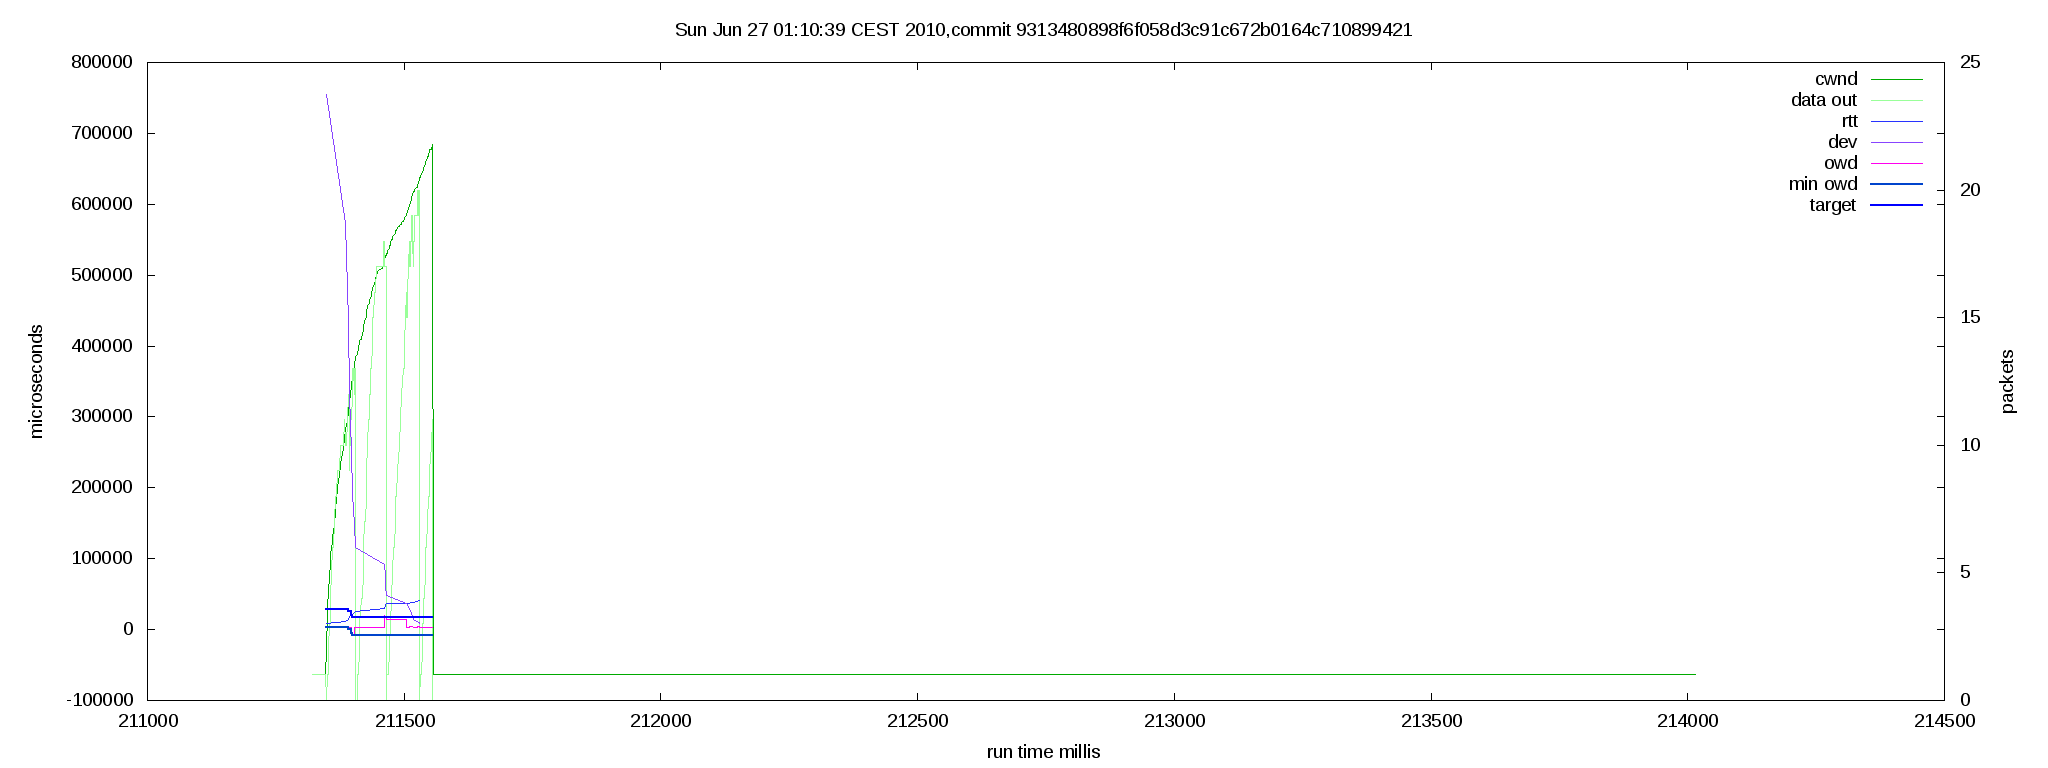 Sun Jun 27 01:10:39 CEST 2010,commit 9313480898f6f058d3c91c672b0164c710899421
800000
700000
600000
500000
400000
300000
200000
100000
0
-100000
microseconds
25
20
15
10
5
0
packets
cwnd
data out
rtt
dev
owd
min owd
target
211000
211500
212000
212500
213000
213500
214000
214500
run time millis